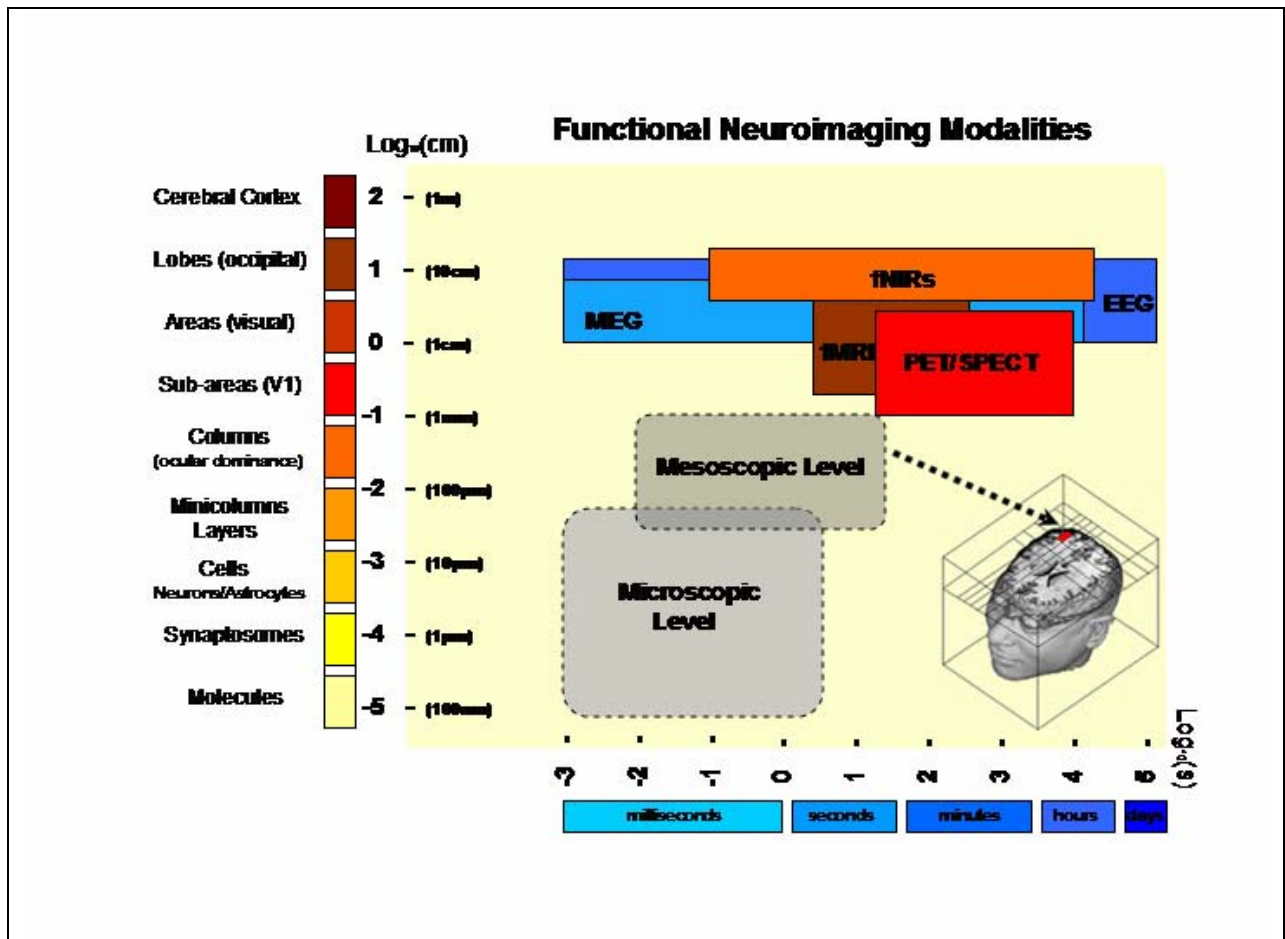 Functional Neuroimaging Modalities
Log₁₀(cm)
Cerebral Cortex
Lobes (occipital)
Areas (visual)
Sub-areas (V1)
Columns
(ocular dominance)
Minicolumns
Layers
Cells
Neurons/Astrocytes
Synaptosomes
Molecules
2 - (1m)
1 - (10cm)
0 - (1cm)
-1 - (1mm)
-2 - (100µm)
-3 - (10µm)
-4 - (1µm)
-5 - (100nm)
fNIRs
MEG
EEG
fMRI
PET/SPECT
Mesoscopic Level
Microscopic
Level
-3 -2 -1 0 1 2 3 4 5
Log₁₀(s)
milliseconds seconds minutes hours days